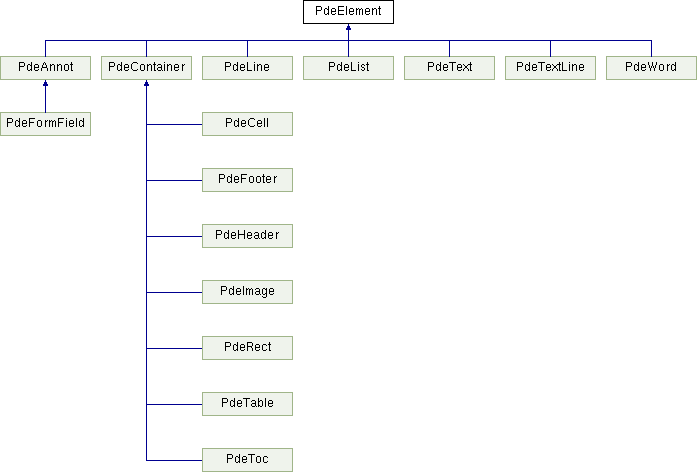 PdeElement
PdeAnnot
PdeContainer
PdeLine
PdeList
PdeText
PdeTextLine
PdeWord
PdeFormField
PdeCell
PdeFooter
PdeHeader
PdeImage
PdeRect
PdeTable
PdeToc